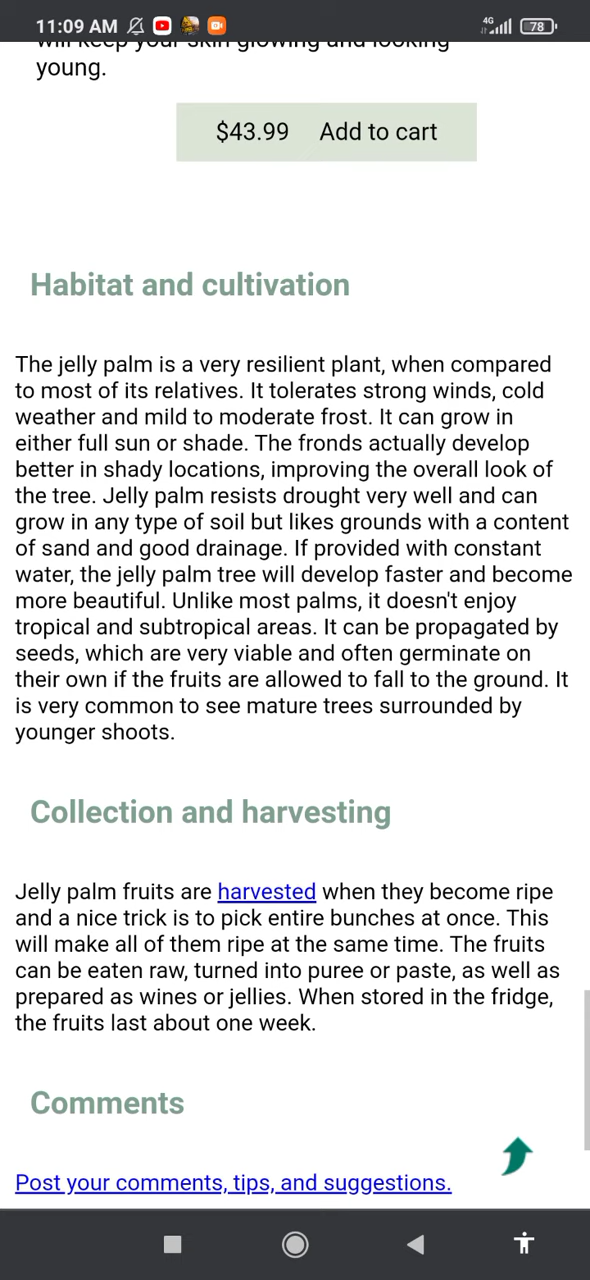 11:09 AM
4G
78
will keep your skin glowing and looking
young.
$43.99 Add to cart
Habitat and cultivation
The jelly palm is a very resilient plant, when compared
to most of its relatives. It tolerates strong winds, cold
weather and mild to moderate frost. It can grow in
either full sun or shade. The fronds actually develop
better in shady locations, improving the overall look of
the tree. Jelly palm resists drought very well and can
grow in any type of soil but likes grounds with a content
of sand and good drainage. If provided with constant
water, the jelly palm tree will develop faster and become
more beautiful. Unlike most palms, it doesn't enjoy
tropical and subtropical areas. It can be propagated by
seeds, which are very viable and often germinate on
their own if the fruits are allowed to fall to the ground. It
is very common to see mature trees surrounded by
younger shoots.
Collection and harvesting
Jelly palm fruits are harvested when they become ripe
and a nice trick is to pick entire bunches at once. This
will make all of them ripe at the same time. The fruits
can be eaten raw, turned into puree or paste, as well as
prepared as wines or jellies. When stored in the fridge,
the fruits last about one week.
Comments
Post your comments, tips, and suggestions.